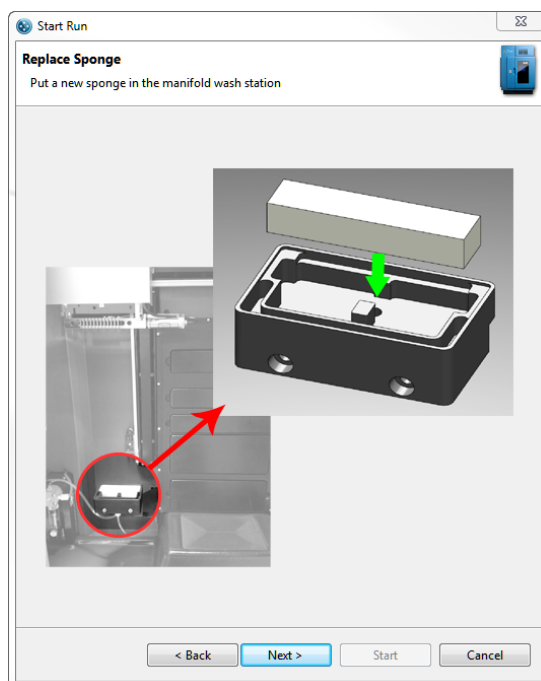 Start Run
Replace Sponge
Put a new sponge in the manifold wash station
< Back
Next >
Start
Cancel